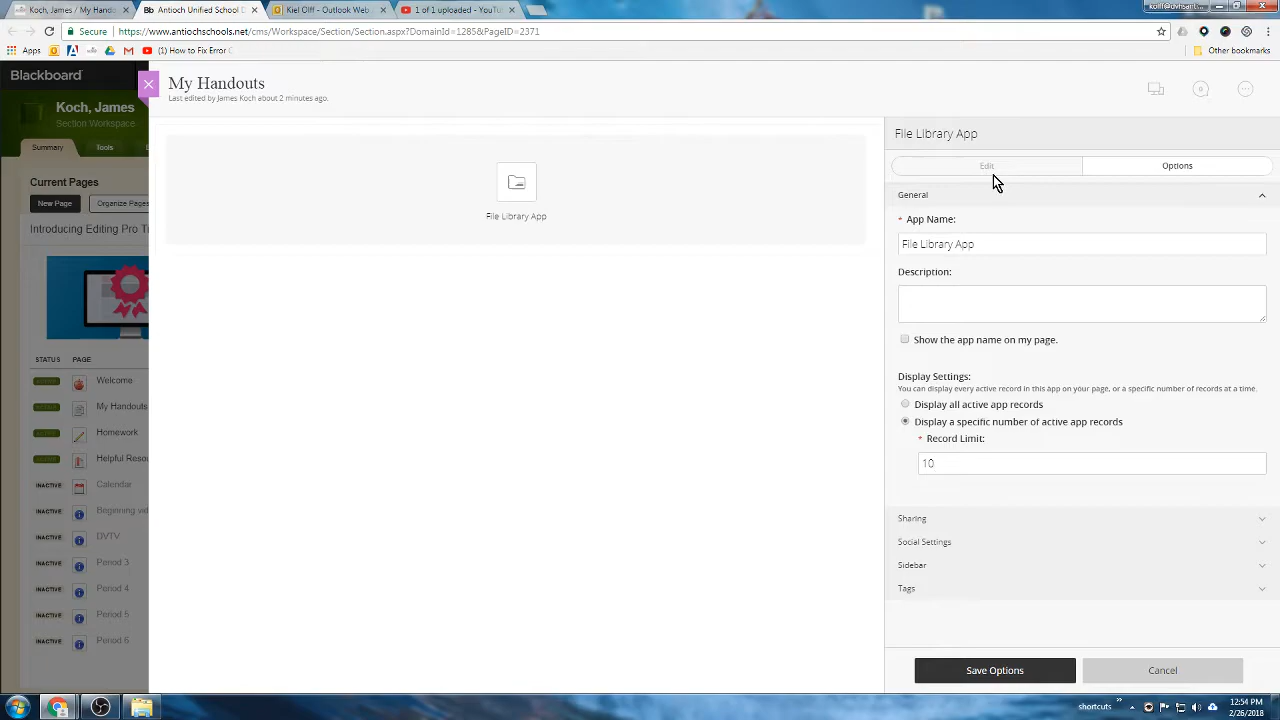 Koch, James / My Hando
Bb Antioch Unified School D
Kiel Olff - Outlook Web
1 of 1 uploaded - YouTu
Secure
https://www.antiochschools.net/cms/Workspace/Section/Section.aspx?DomainId=1285&PageID=2371
Apps
(1) How to Fix Error C
Other bookmarks
Blackboard
Koch, James
Section Workspace
Summary
Tools
Current Pages
New Page
Organize Pages
Introducing Editing Pro T
STATUS
PAGE
Welcome
My Handouts
Homework
Helpful Reso
INACTIVE
Calendar
INACTIVE
Beginning vid
INACTIVE
DVTV
INACTIVE
Period 3
INACTIVE
Period 4
INACTIVE
Period 5
INACTIVE
Period 6
My Handouts
Last edited by James Koch about 2 minutes ago.
File Library App
File Library App
Edit
Options
General
* App Name:
File Library App
Description:
Show the app name on my page.
Display Settings:
You can display every active record in this app on your page, or a specific number of records at a time.
Display all active app records
Display a specific number of active app records
* Record Limit:
10
Sharing
Social Settings
Sidebar
Tags
Save Options
Cancel
shortcuts
12:54 PM
2/26/2018